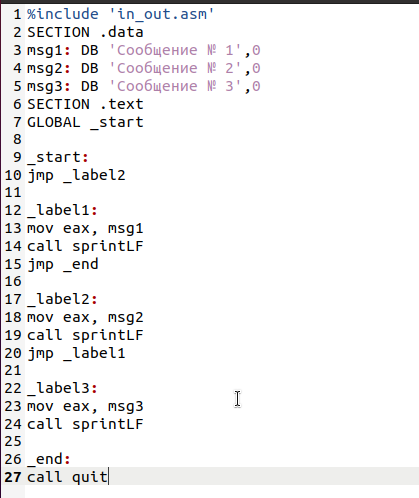 1 %include 'in_out.asm'
2 SECTION .data
3 msg1: DB 'Сообщение № 1',0
4 msg2: DB 'Сообщение № 2',0
5 msg3: DB 'Сообщение № 3',0
6 SECTION .text
7 GLOBAL _start
8
9 _start:
10 jmp _label2
11
12 _label1:
13 mov eax, msg1
14 call sprintLF
15 jmp _end
16
17 _label2:
18 mov eax, msg2
19 call sprintLF
20 jmp _label1
21
22 _label3:
23 mov eax, msg3
24 call sprintLF
25
26 _end:
27 call quit